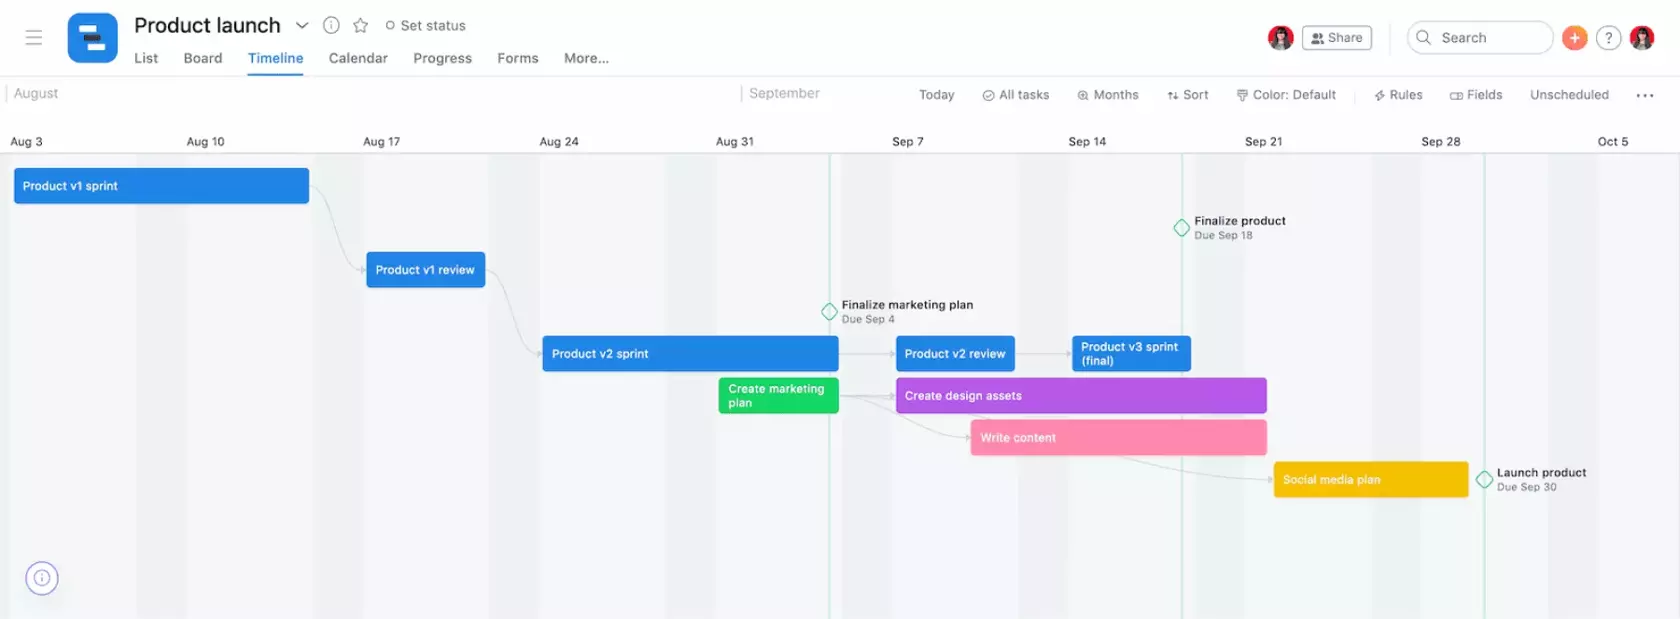 Product launch
Set status
Share
Search
?
List Board Timeline Calendar Progress Forms More...
August
September
Today All tasks Months Sort Color: Default Rules Fields Unscheduled ...
Aug 3 Aug 10 Aug 17 Aug 24 Aug 31 Sep 7 Sep 14 Sep 21 Sep 28 Oct 5
Product v1 sprint
Finalize product
Due Sep 18
Product v1 review
Finalize marketing plan
Due Sep 4
Product v2 sprint
Product v2 review
Product v3 sprint
(final)
Create marketing
plan
Create design assets
Write content
Social media plan
Launch product
Due Sep 30